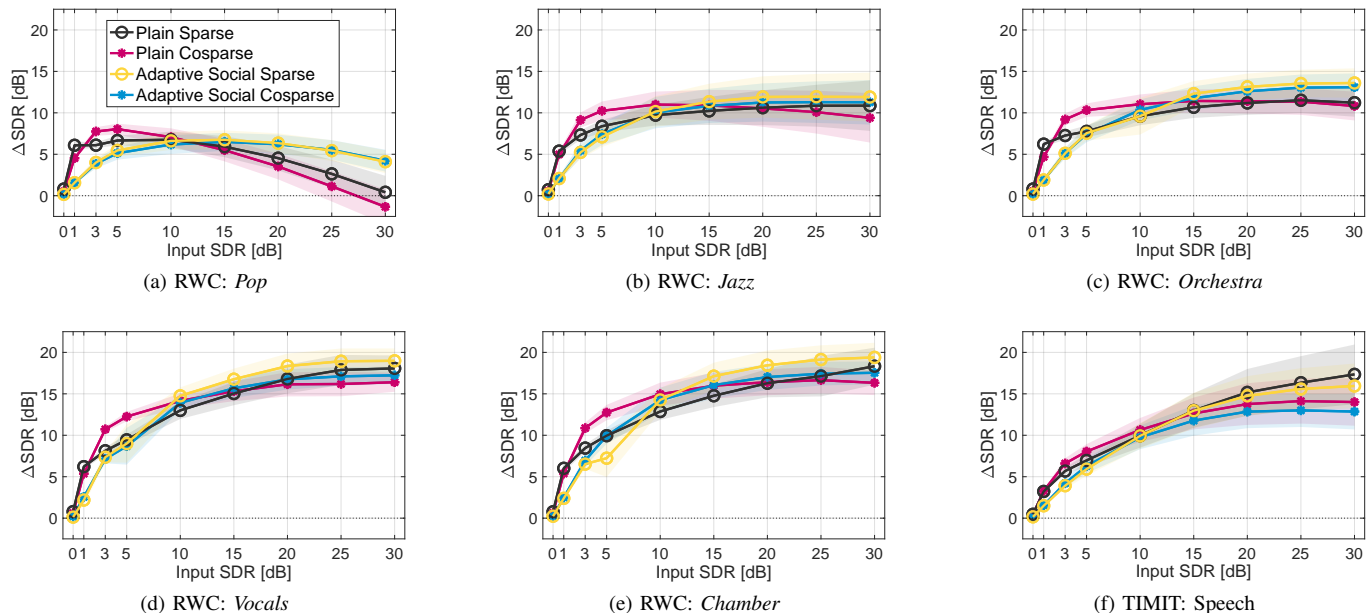 20
15
10
5
0
ΔSDR [dB]
Plain Sparse
Plain Cosparse
Adaptive Social Sparse
Adaptive Social Cosparse
0 1 3 5 10 15 20 25 30
Input SDR [dB]
(a) RWC: Pop
20
15
10
5
0
ΔSDR [dB]
0 1 3 5 10 15 20 25 30
Input SDR [dB]
(b) RWC: Jazz
20
15
10
5
0
ΔSDR [dB]
0 1 3 5 10 15 20 25 30
Input SDR [dB]
(c) RWC: Orchestra
20
15
10
5
0
ΔSDR [dB]
0 1 3 5 10 15 20 25 30
Input SDR [dB]
(d) RWC: Vocals
20
15
10
5
0
ΔSDR [dB]
0 1 3 5 10 15 20 25 30
Input SDR [dB]
(e) RWC: Chamber
20
15
10
5
0
ΔSDR [dB]
0 1 3 5 10 15 20 25 30
Input SDR [dB]
(f) TIMIT: Speech